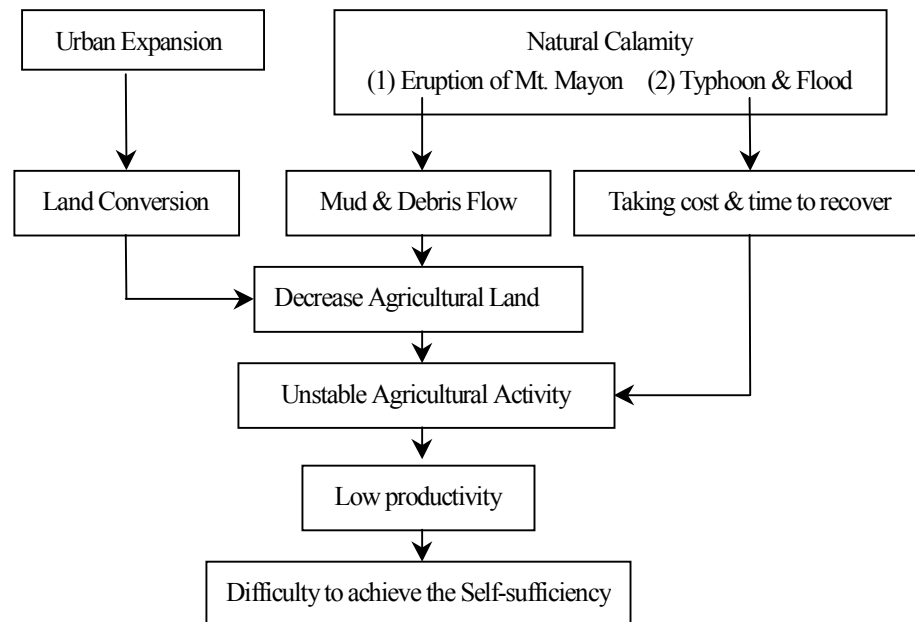 Urban Expansion
Natural Calamity
(1) Eruption of Mt. Mayon (2) Typhoon & Flood
Land Conversion
Mud & Debris Flow
Taking cost & time to recover
Decrease Agricultural Land
Unstable Agricultural Activity
Low productivity
Difficulty to achieve the Self-sufficiency